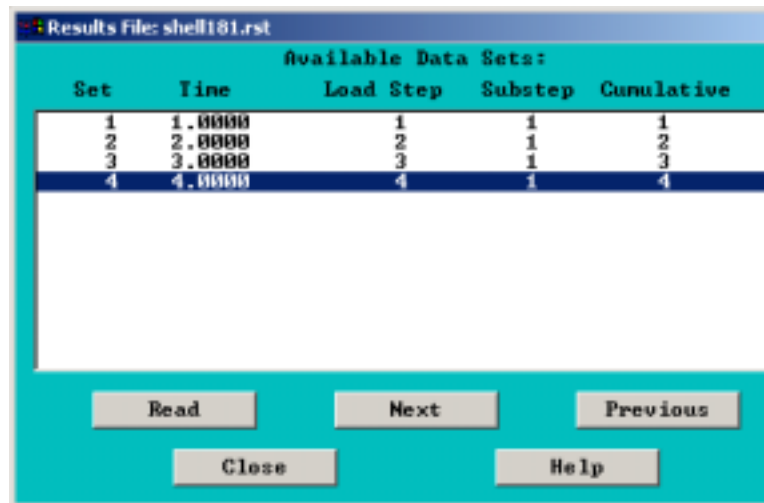 Results File: shell181.rst
Available Data Sets:
Set Time Load Step Substep Cumulative
1 1.0000 1 1 1
2 2.0000 2 1 2
3 3.0000 3 1 3
4 4.0000 4 1 4
Read Next Previous
Close Help